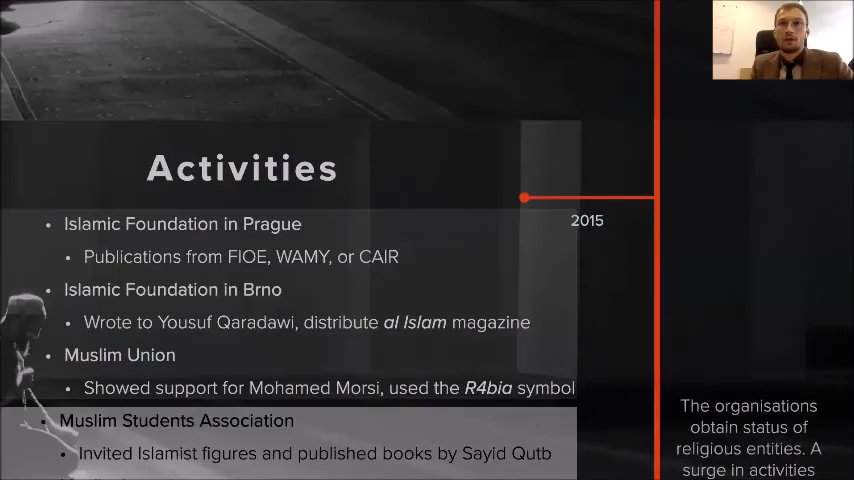 Activities
• Islamic Foundation in Prague
• Publications from FIOE, WAMY, or CAIR
• Islamic Foundation in Brno
• Wrote to Yousuf Qaradawi, distribute al Islam magazine
• Muslim Union
• Showed support for Mohamed Morsi, used the R4bia symbol
• Muslim Students Association
• Invited Islamist figures and published books by Sayid Qutb
2015
The organisations
obtain status of
religious entities. A
surge in activities